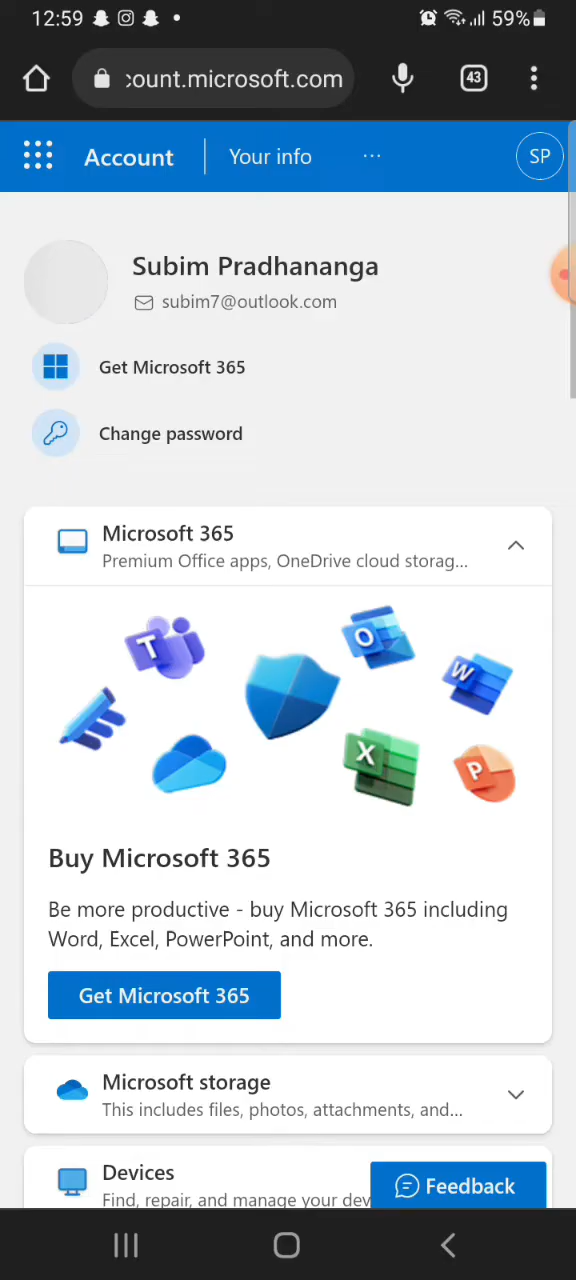 12:59 59%
:count.microsoft.com 43
Account Your info ... SP
Subim Pradhananga
subim7@outlook.com
Get Microsoft 365
Change password
Microsoft 365
Premium Office apps, OneDrive cloud storag...
T O W X P
Buy Microsoft 365
Be more productive - buy Microsoft 365 including
Word, Excel, PowerPoint, and more.
Get Microsoft 365
Microsoft storage
This includes files, photos, attachments, and...
Devices
Find, repair, and manage your dev
Feedback